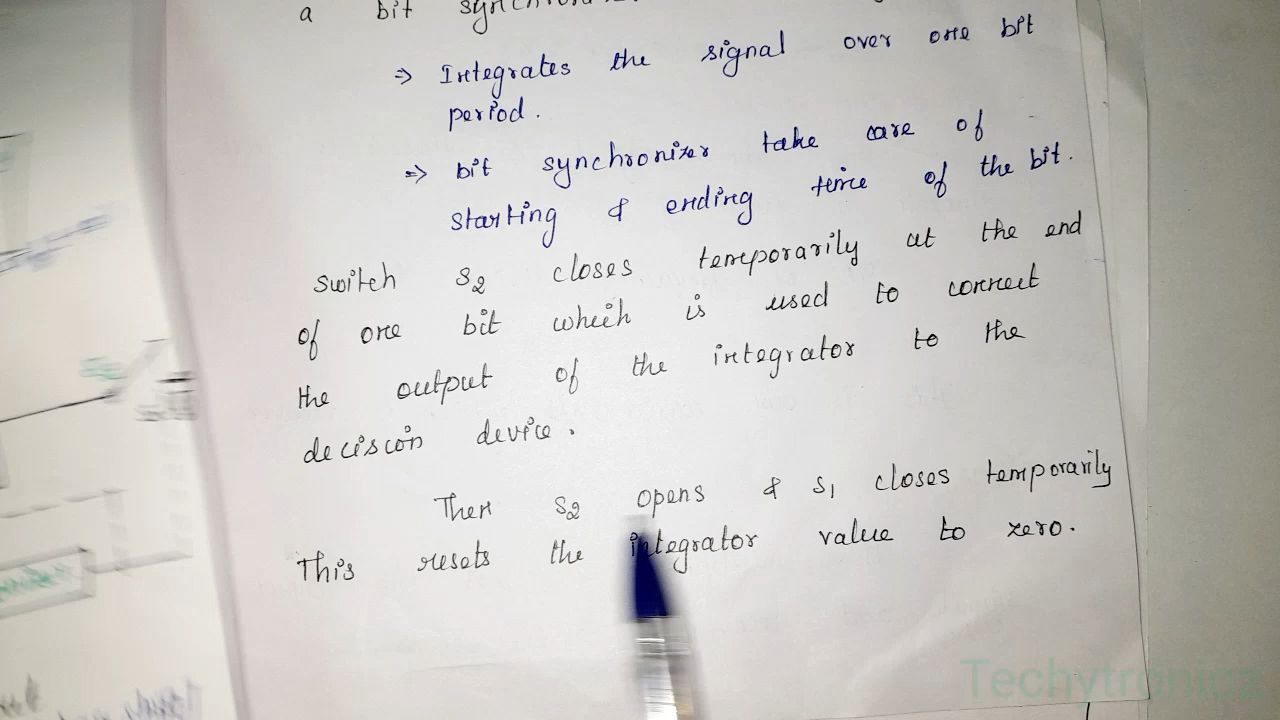 a bit
⇒ Integrates the signal over one bit
period.
⇒ bit synchronizer take care of
starting & ending time of the bit.
Switch S2 closes temporarily at the end
of one bit which is used to connect
the output of the integrator to the
deciscion device.
Then S2 opens & S1 closes temporarily
This resets the integrator value to zero.
Techytronicz